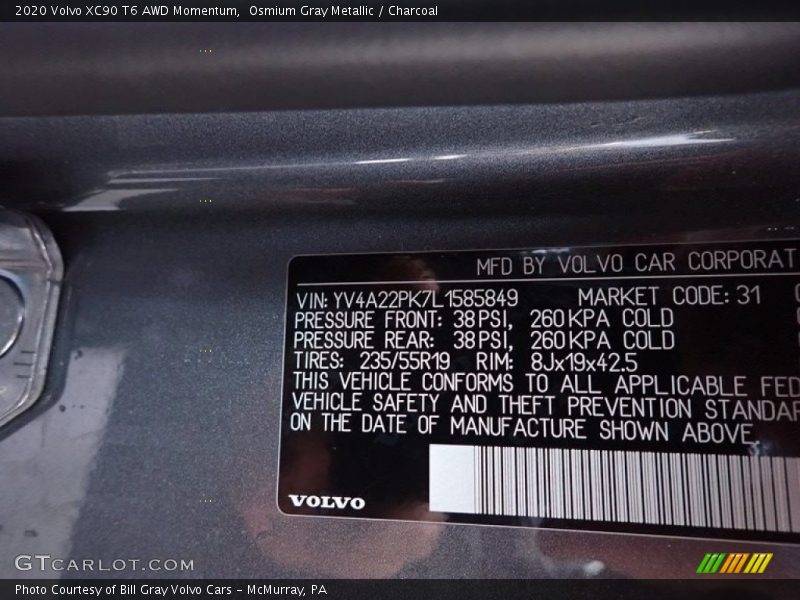 2020 Volvo XC90 T6 AWD Momentum,  Osmium Gray Metallic / Charcoal
MFD BY VOLVO CAR CORPORAT
VIN: YV4A22PK7L1585849 MARKET CODE: 31
PRESSURE FRONT: 38 PSI, 260 KPA COLD
PRESSURE REAR: 38 PSI, 260 KPA COLD
TIRES: 235/55R19 RIM: 8Jx19x42.5
THIS VEHICLE CONFORMS TO ALL APPLICABLE FED
VEHICLE SAFETY AND THEFT PREVENTION STANDAR
ON THE DATE OF MANUFACTURE SHOWN ABOVE.
VOLVO
GTCARLOT.COM
Photo Courtesy of Bill Gray Volvo Cars - McMurray, PA